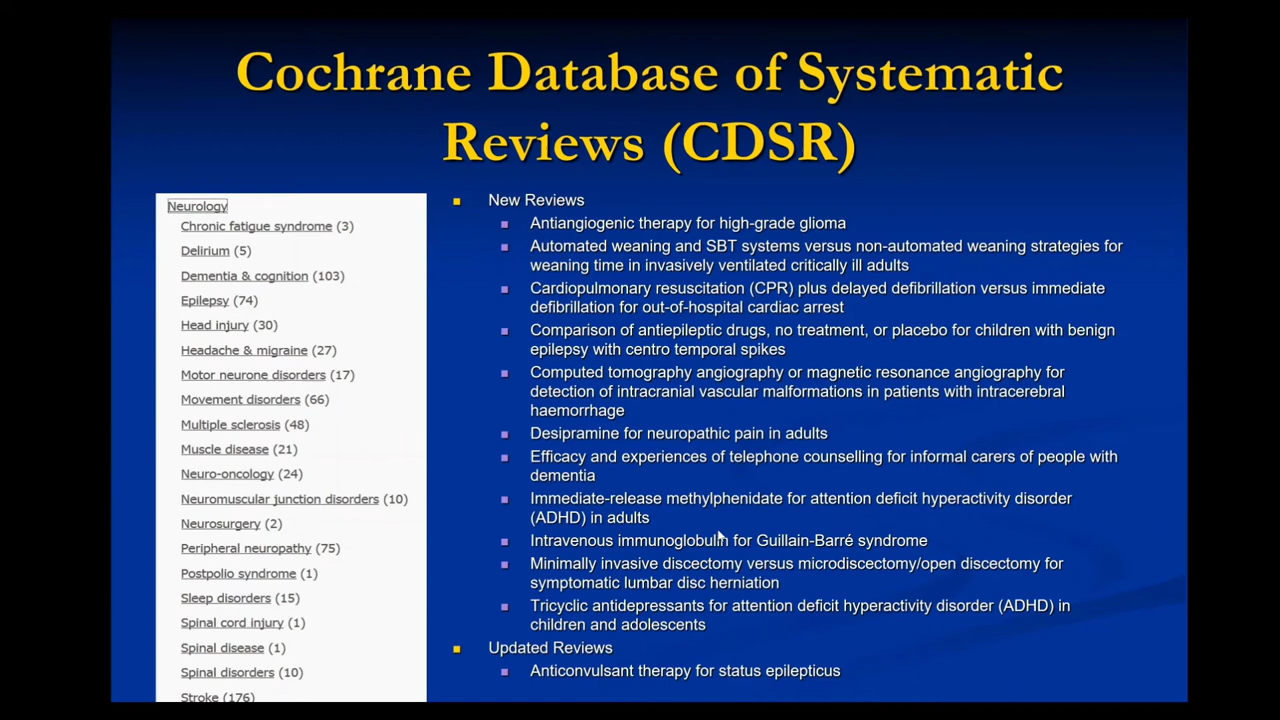 Cochrane Database of Systematic
Reviews (CDSR)
Neurology
Chronic fatigue syndrome (3)
Delirium (5)
Dementia & cognition (103)
Epilepsy (74)
Head injury (30)
Headache & migraine (27)
Motor neurone disorders (17)
Movement disorders (66)
Multiple sclerosis (48)
Muscle disease (21)
Neuro-oncology (24)
Neuromuscular junction disorders (10)
Neurosurgery (2)
Peripheral neuropathy (75)
Postpolio syndrome (1)
Sleep disorders (15)
Spinal cord injury (1)
Spinal disease (1)
Spinal disorders (10)
Stroke (176)
New Reviews
Antiangiogenic therapy for high-grade glioma
Automated weaning and SBT systems versus non-automated weaning strategies for
weaning time in invasively ventilated critically ill adults
Cardiopulmonary resuscitation (CPR) plus delayed defibrillation versus immediate
defibrillation for out-of-hospital cardiac arrest
Comparison of antiepileptic drugs, no treatment, or placebo for children with benign
epilepsy with centro temporal spikes
Computed tomography angiography or magnetic resonance angiography for
detection of intracranial vascular malformations in patients with intracerebral
haemorrhage
Desipramine for neuropathic pain in adults
Efficacy and experiences of telephone counselling for informal carers of people with
dementia
Immediate-release methylphenidate for attention deficit hyperactivity disorder
(ADHD) in adults
Intravenous immunoglobulin for Guillain-Barré syndrome
Minimally invasive discectomy versus microdiscectomy/open discectomy for
symptomatic lumbar disc herniation
Tricyclic antidepressants for attention deficit hyperactivity disorder (ADHD) in
children and adolescents
Updated Reviews
Anticonvulsant therapy for status epilepticus